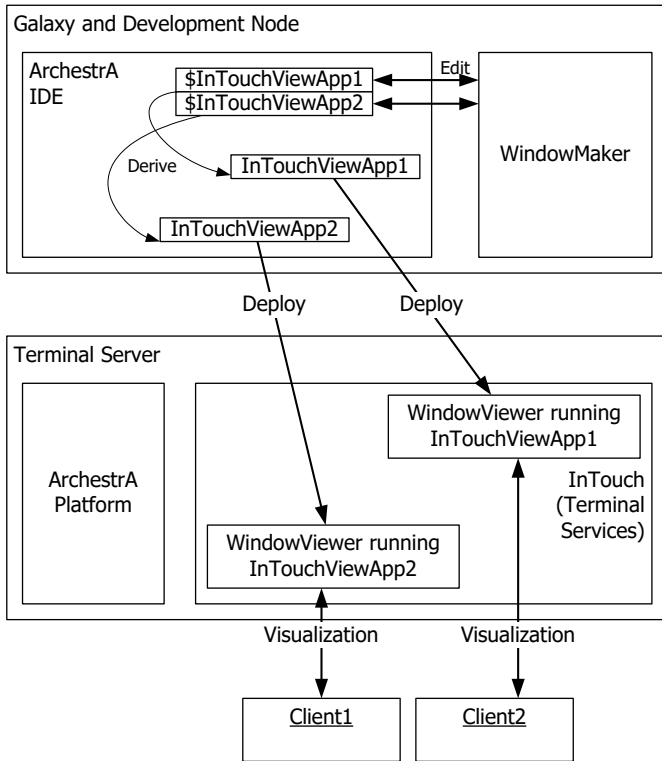 Galaxy and Development Node
ArchestrA
IDE
$InTouchViewApp1
$InTouchViewApp2
Edit
WindowMaker
Derive
InTouchViewApp1
InTouchViewApp2
Deploy
Deploy
Terminal Server
ArchestrA
Platform
WindowViewer running
InTouchViewApp1
InTouch
(Terminal
Services)
WindowViewer running
InTouchViewApp2
Visualization
Visualization
Client1
Client2